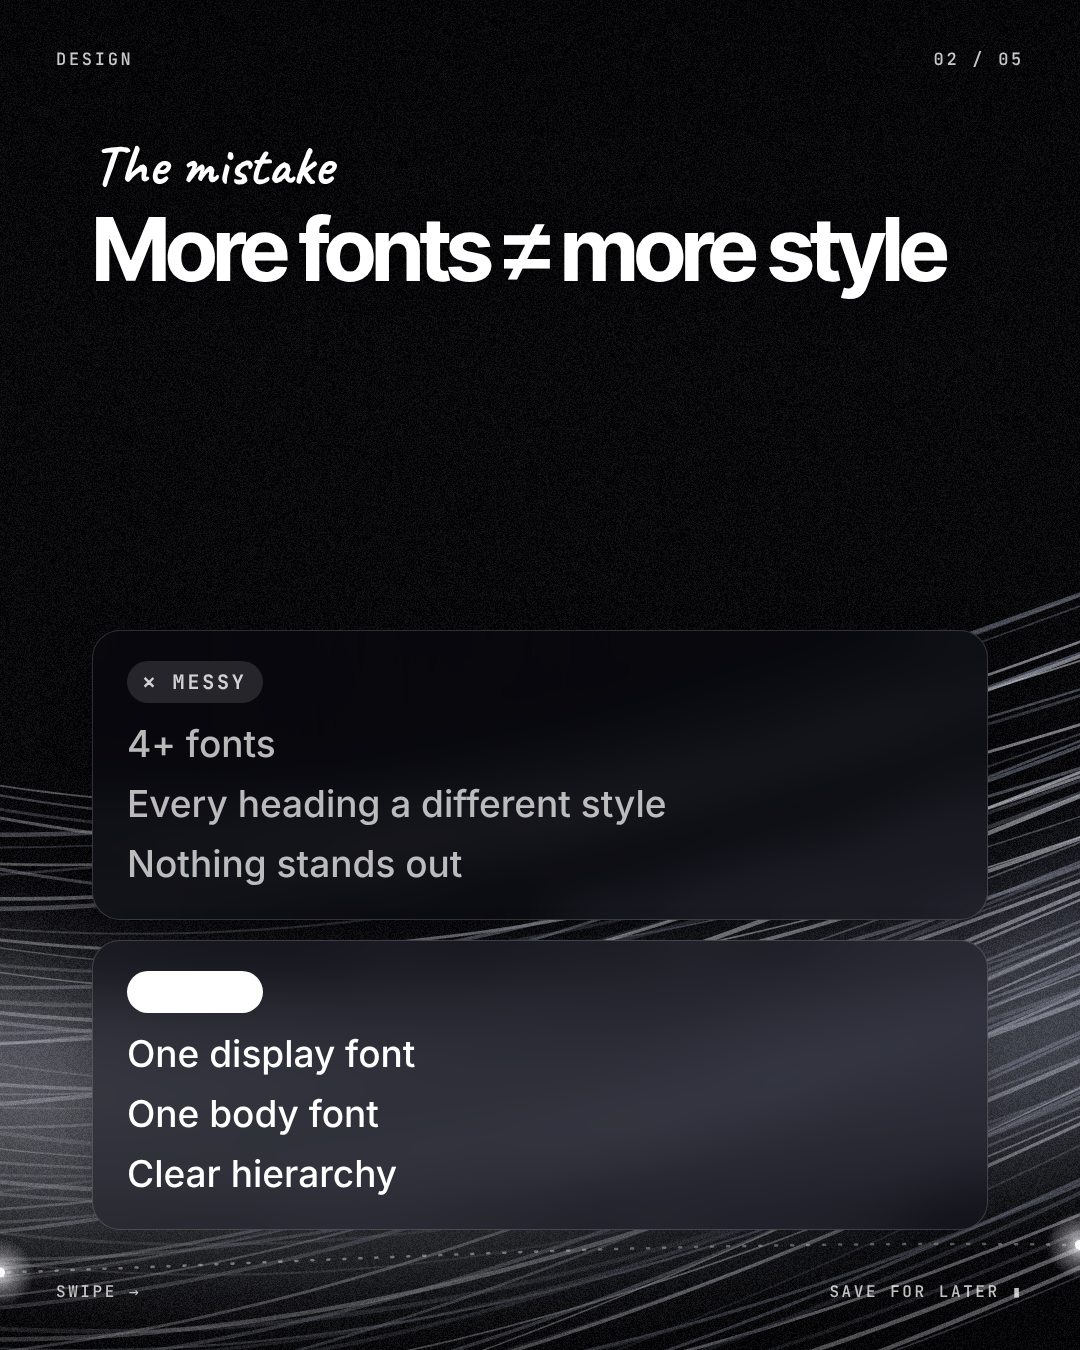 DESIGN
02 / 05
The mistake
More fonts ≠ more style
× MESSY
4+ fonts
Every heading a different style
Nothing stands out
One display font
One body font
Clear hierarchy
SWIPE →
SAVE FOR LATER ▮